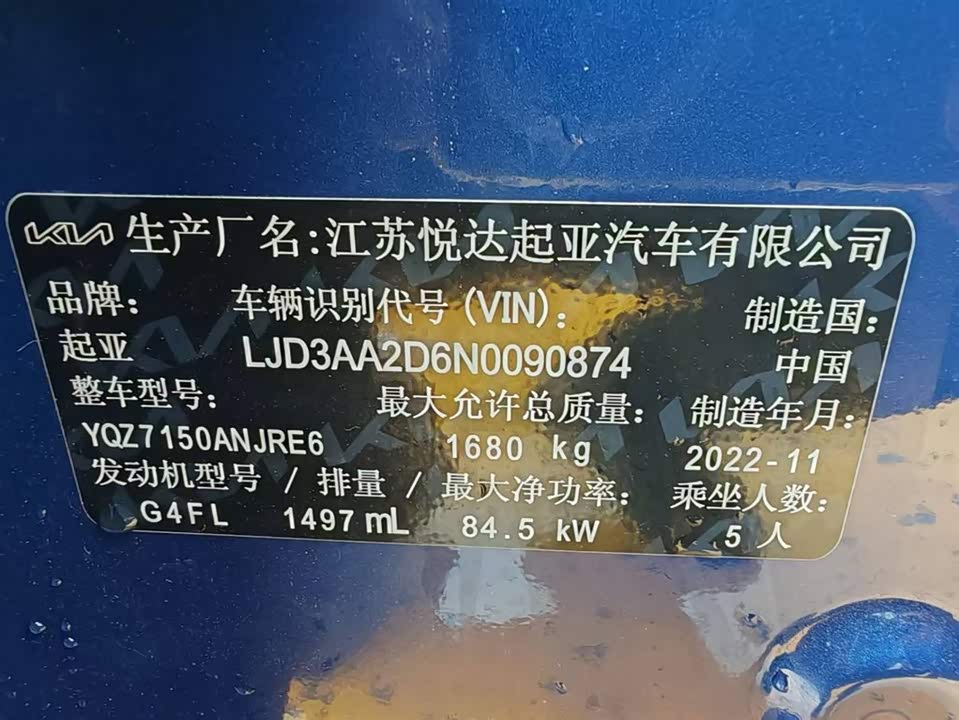 KIA 生产厂名:江苏悦达起亚汽车有限公司
品牌: 车辆识别代号(VIN): 制造国:
起亚 LJD3AA2D6N0090874 中国
整车型号: 最大允许总质量: 制造年月:
YQZ7150ANJRE6 1680 kg 2022-11
发动机型号 / 排量 / 最大净功率: 乘坐人数:
G4FL 1497 mL 84.5 kW 5 人